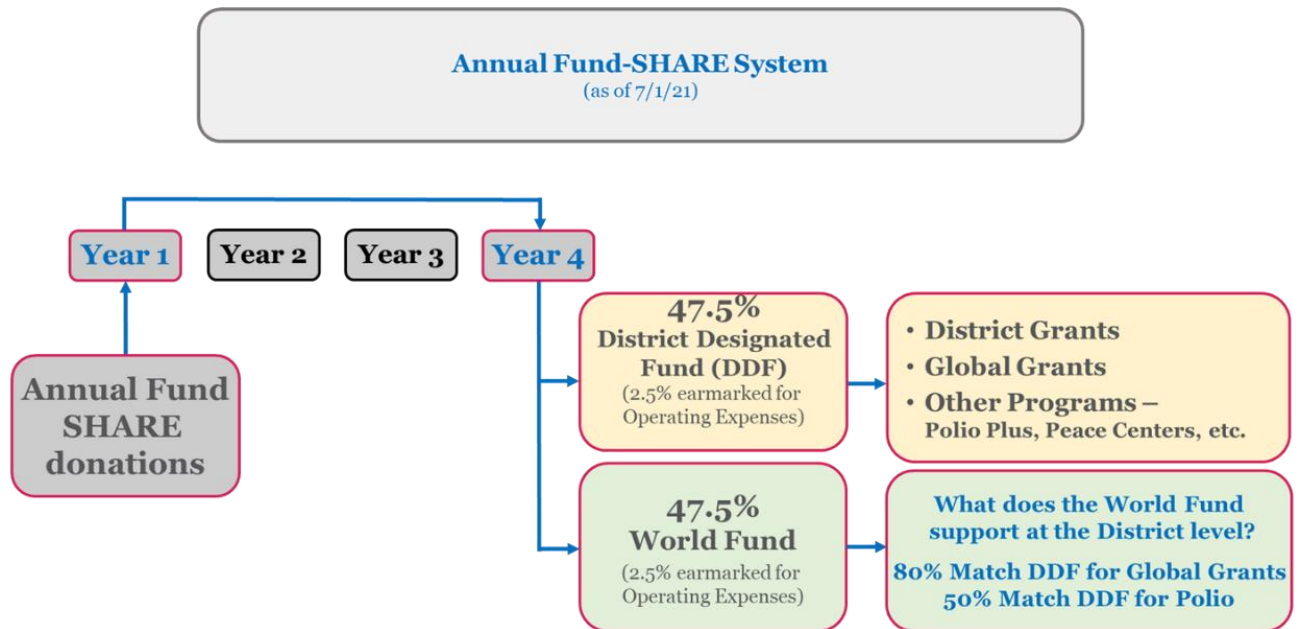 Annual Fund-SHARE System
(as of 7/1/21)
Year 1
Year 2
Year 3
Year 4
Annual Fund
SHARE
donations
47.5%
District Designated
Fund (DDF)
(2.5% earmarked for
Operating Expenses)
• District Grants
• Global Grants
• Other Programs –
Polio Plus, Peace Centers, etc.
47.5%
World Fund
(2.5% earmarked for
Operating Expenses)
What does the World Fund
support at the District level?
80% Match DDF for Global Grants
50% Match DDF for Polio